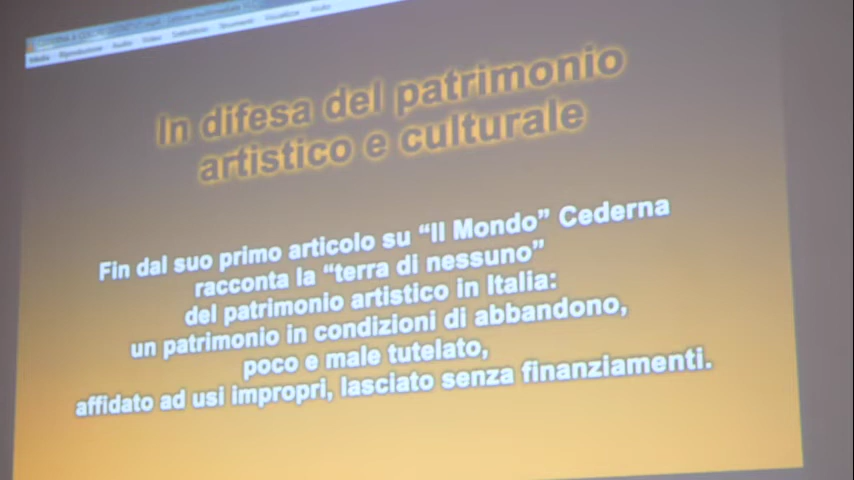 In difesa del patrimonio
artistico e culturale
Fin dal suo primo articolo su “Il Mondo” Cederna
racconta la “terra di nessuno”
del patrimonio artistico in Italia:
un patrimonio in condizioni di abbandono,
poco e male tutelato,
affidato ad usi impropri, lasciato senza finanziamenti.